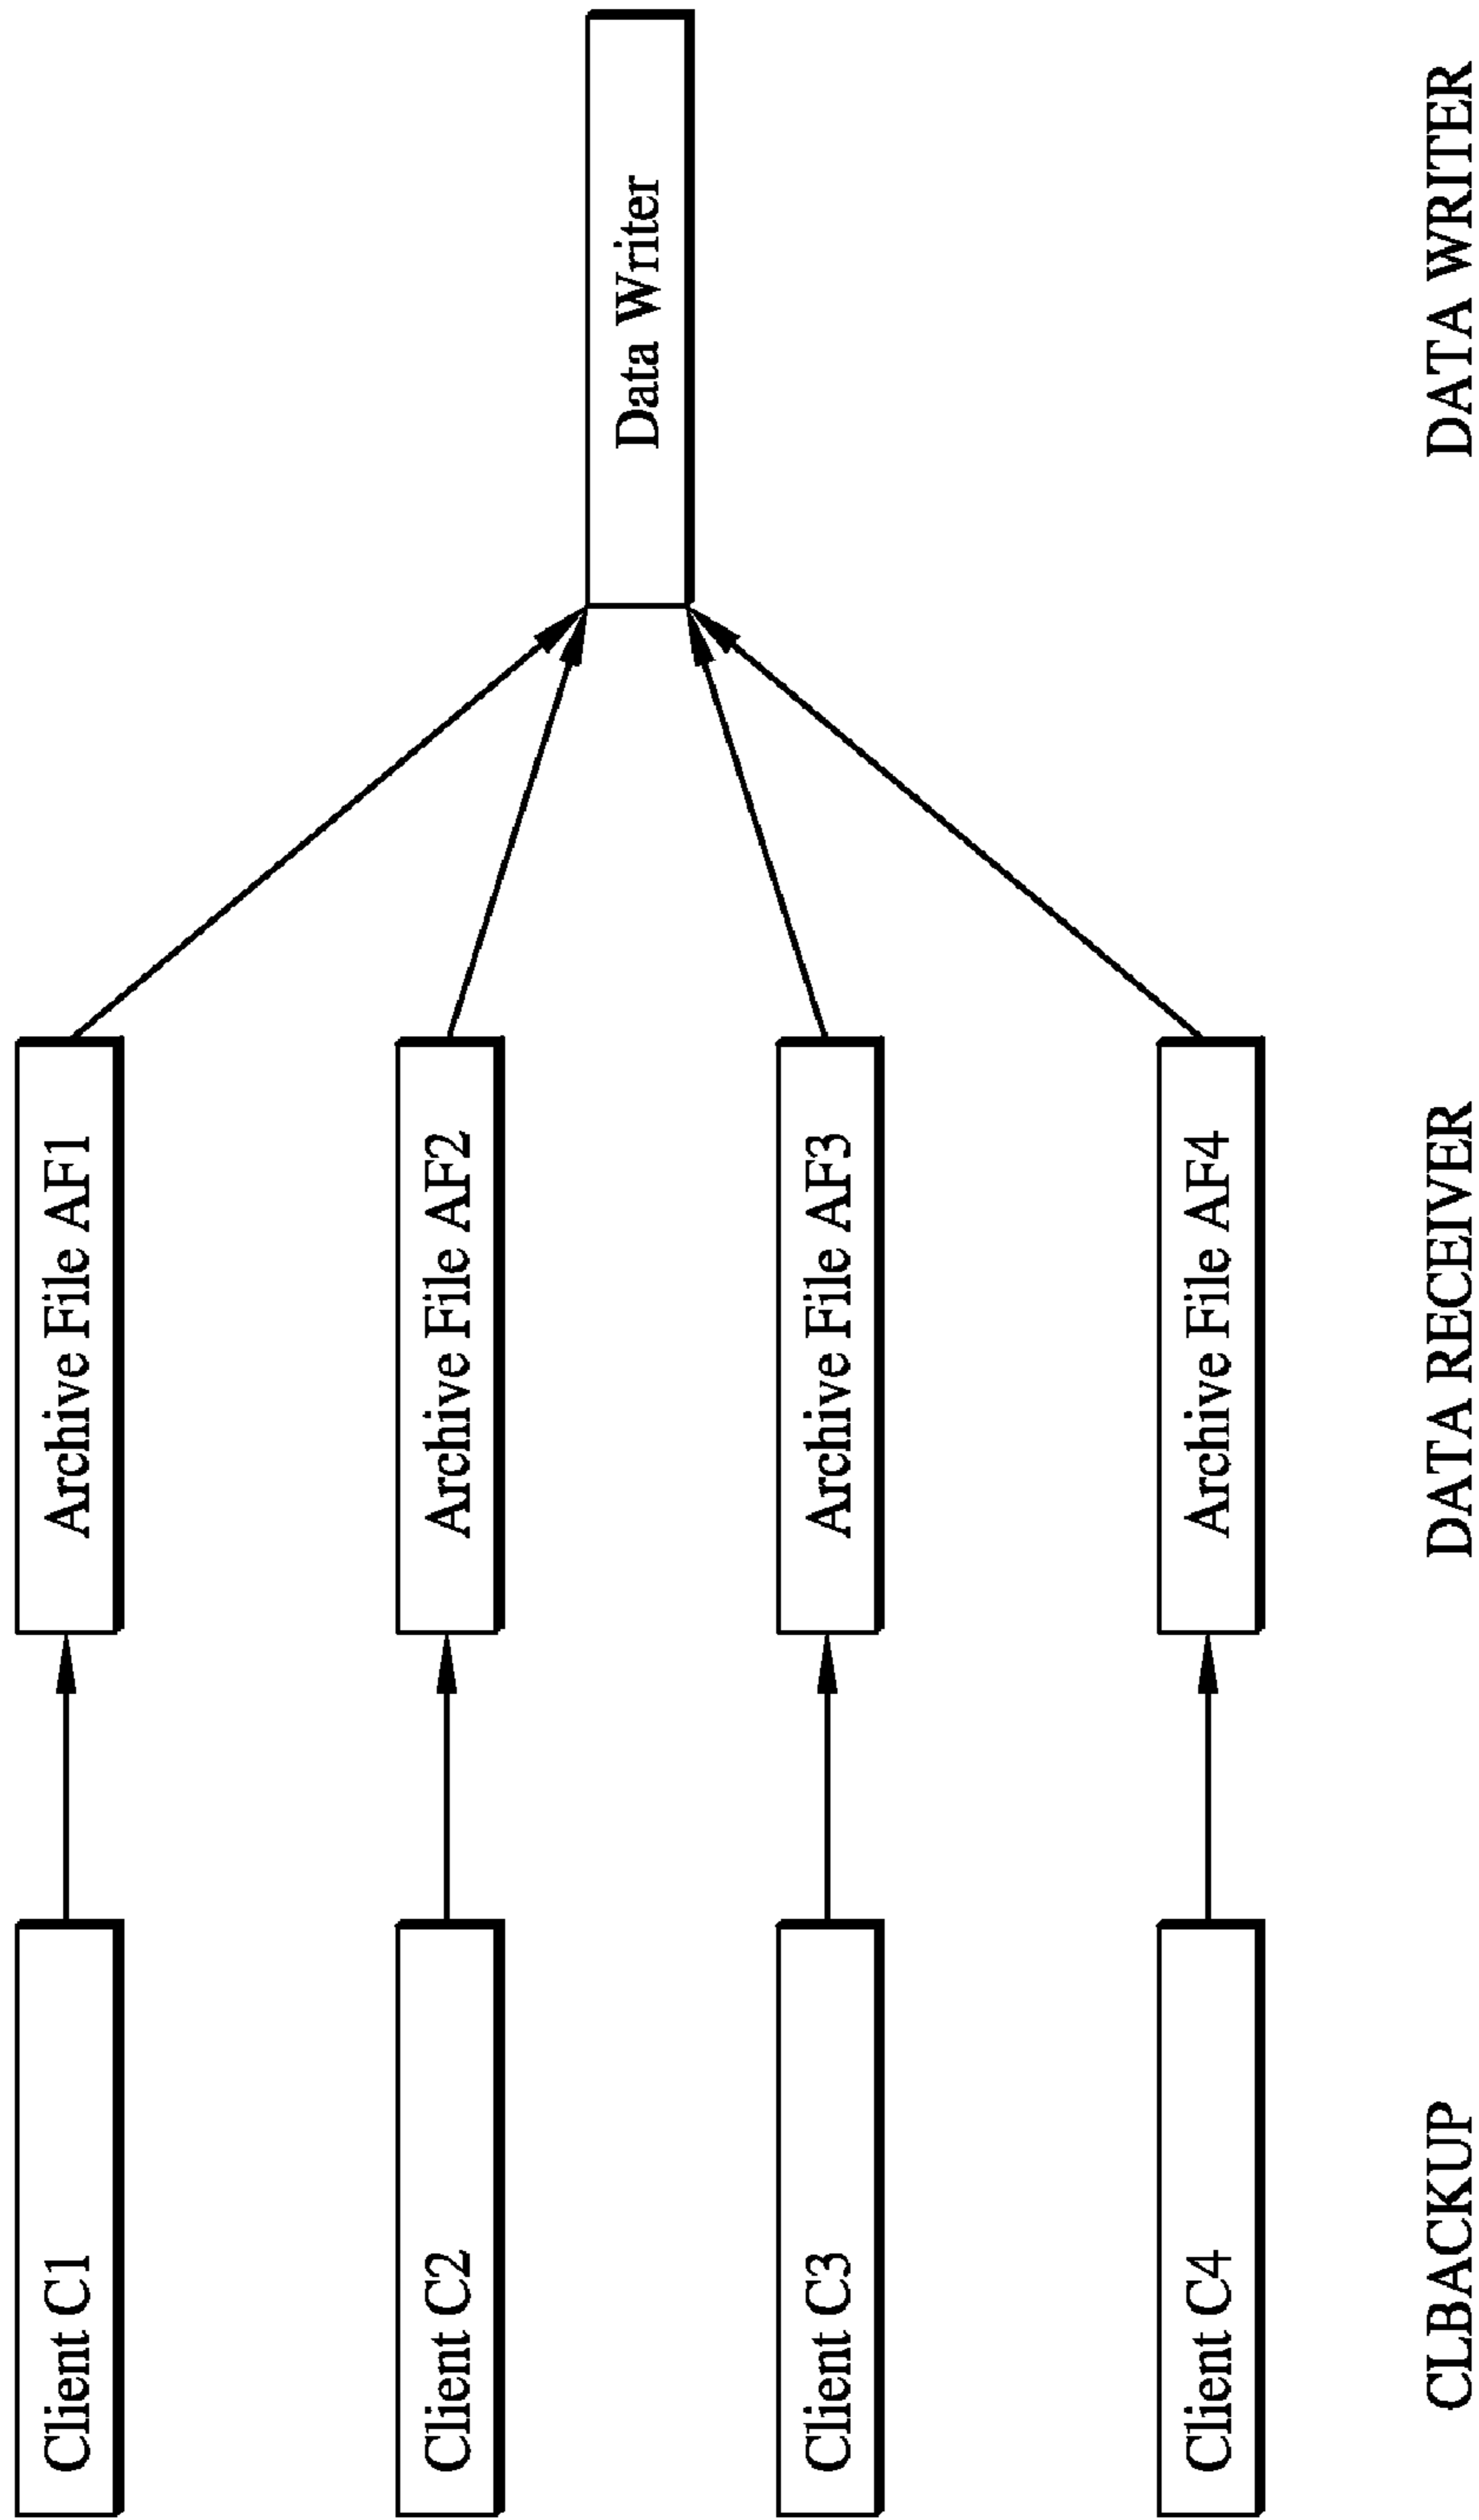 Client C1
Archive File AF1
Client C2
Archive File AF2
Data Writer
Client C3
Archive File AF3
Client C4
Archive File AF4
CLBACKUP
DATA RECEIVER
DATA WRITER